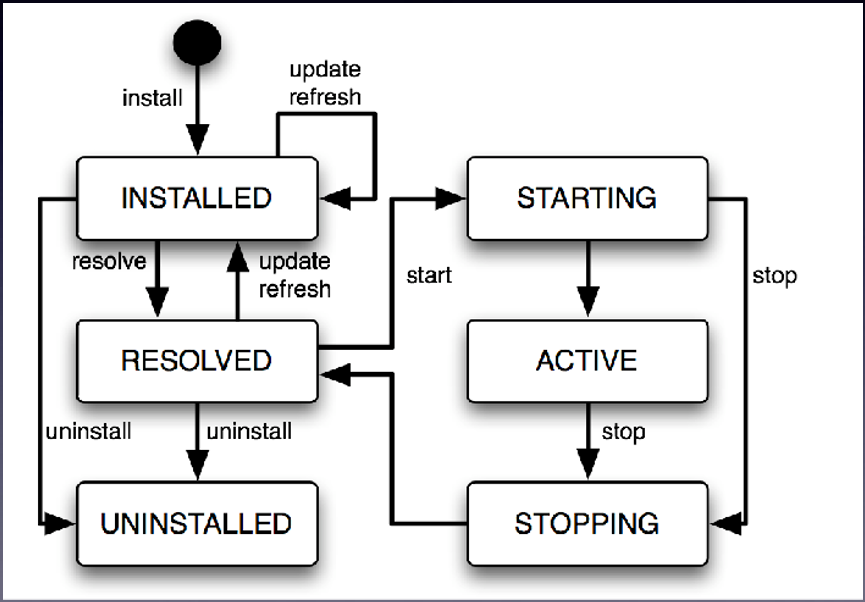 install
update
refresh
INSTALLED
STARTING
resolve
update
refresh
start
stop
RESOLVED
ACTIVE
uninstall
uninstall
stop
UNINSTALLED
STOPPING